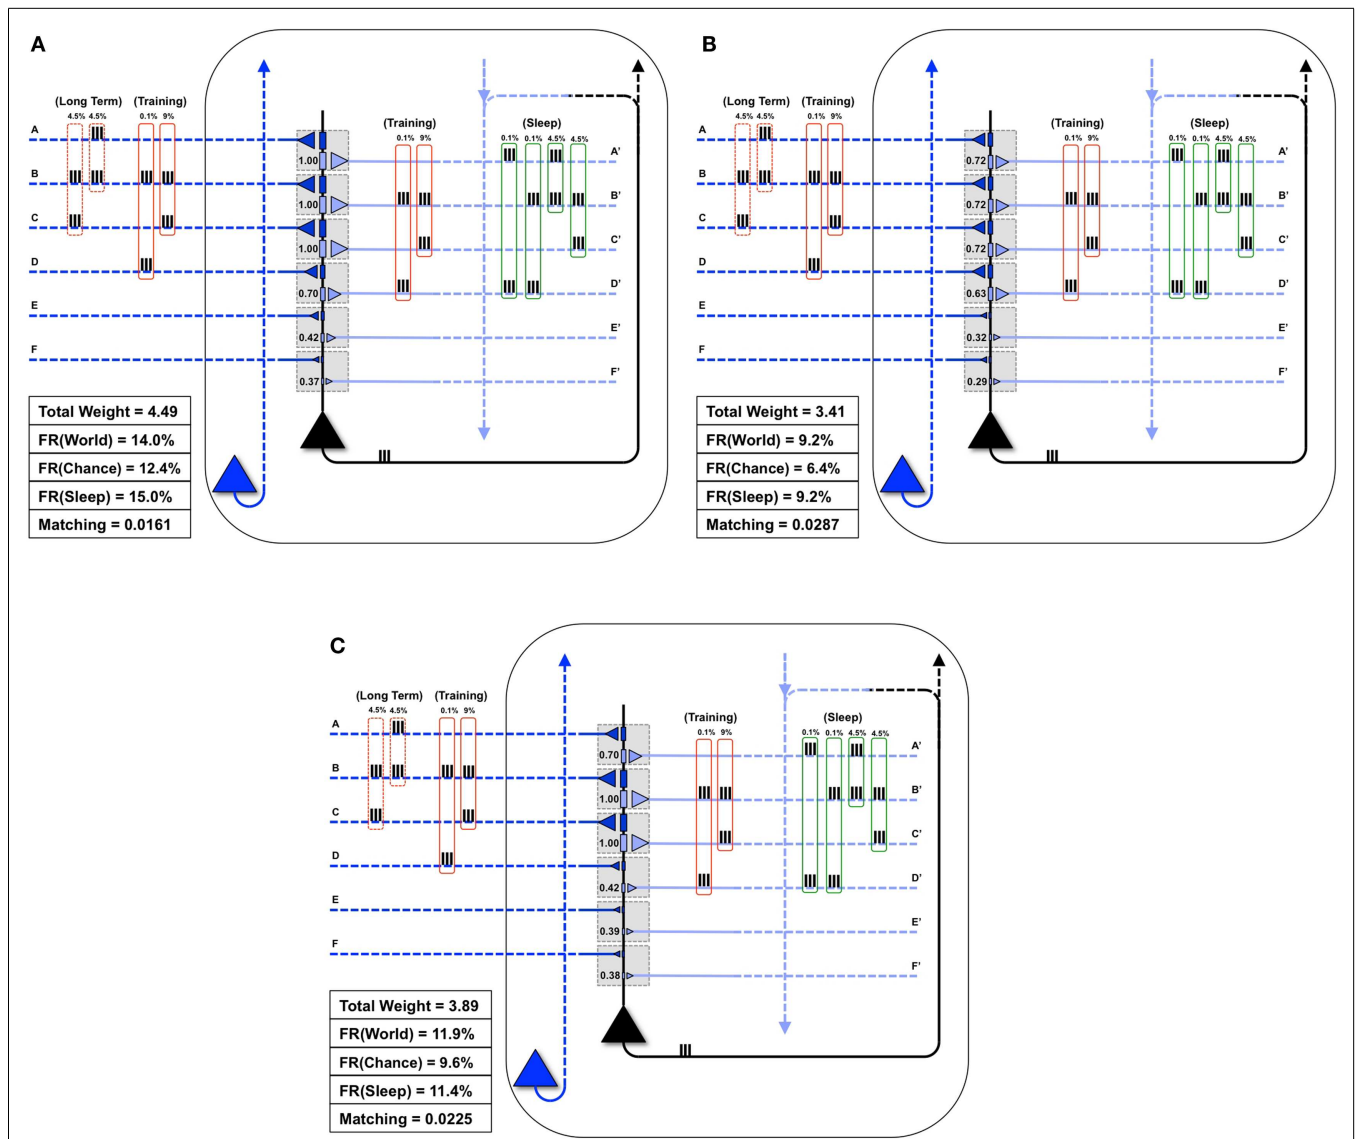 A
(Long Term) (Training)
4.5% 4.5% 0.1% 9%
(Training) (Sleep)
0.1% 9% 0.1% 0.1% 4.5% 4.5%
A
1.00 A'
B
1.00 B'
C
1.00 C'
D
0.70 D'
E
0.42 E'
F
0.37 F'
Total Weight = 4.49
FR(World) = 14.0%
FR(Chance) = 12.4%
FR(Sleep) = 15.0%
Matching = 0.0161
B
(Long Term) (Training)
4.5% 4.5% 0.1% 9%
(Training) (Sleep)
0.1% 9% 0.1% 0.1% 4.5% 4.5%
A
0.72 A'
B
0.72 B'
C
0.72 C'
D
0.63 D'
E
0.32 E'
F
0.29 F'
Total Weight = 3.41
FR(World) = 9.2%
FR(Chance) = 6.4%
FR(Sleep) = 9.2%
Matching = 0.0287
C
(Long Term) (Training)
4.5% 4.5% 0.1% 9%
(Training) (Sleep)
0.1% 9% 0.1% 0.1% 4.5% 4.5%
A
0.70 A'
B
1.00 B'
C
1.00 C'
D
0.42 D'
E
0.39 E'
F
0.38 F'
Total Weight = 3.89
FR(World) = 11.9%
FR(Chance) = 9.6%
FR(Sleep) = 11.4%
Matching = 0.0225